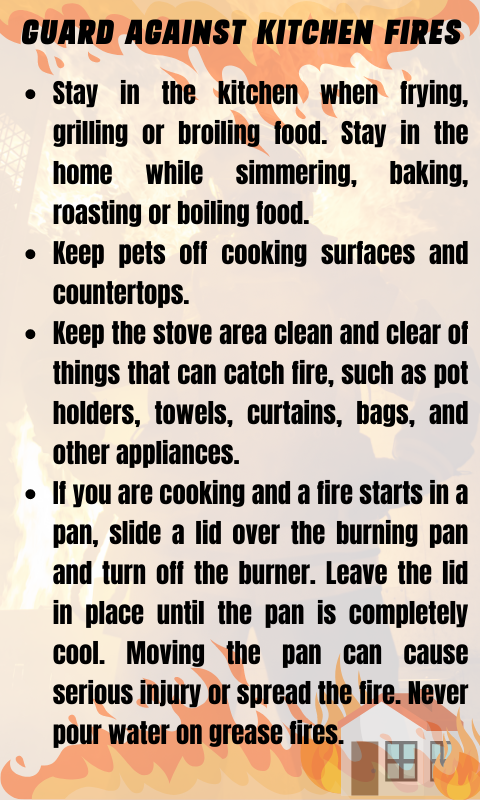 GUARD AGAINST KITCHEN FIRES
• Stay in the kitchen when frying,
grilling or broiling food. Stay in the
home while simmering, baking,
roasting or boiling food.
• Keep pets off cooking surfaces and
countertops.
• Keep the stove area clean and clear of
things that can catch fire, such as pot
holders, towels, curtains, bags, and
other appliances.
• If you are cooking and a fire starts in a
pan, slide a lid over the burning pan
and turn off the burner. Leave the lid
in place until the pan is completely
cool. Moving the pan can cause
serious injury or spread the fire. Never
pour water on grease fires.